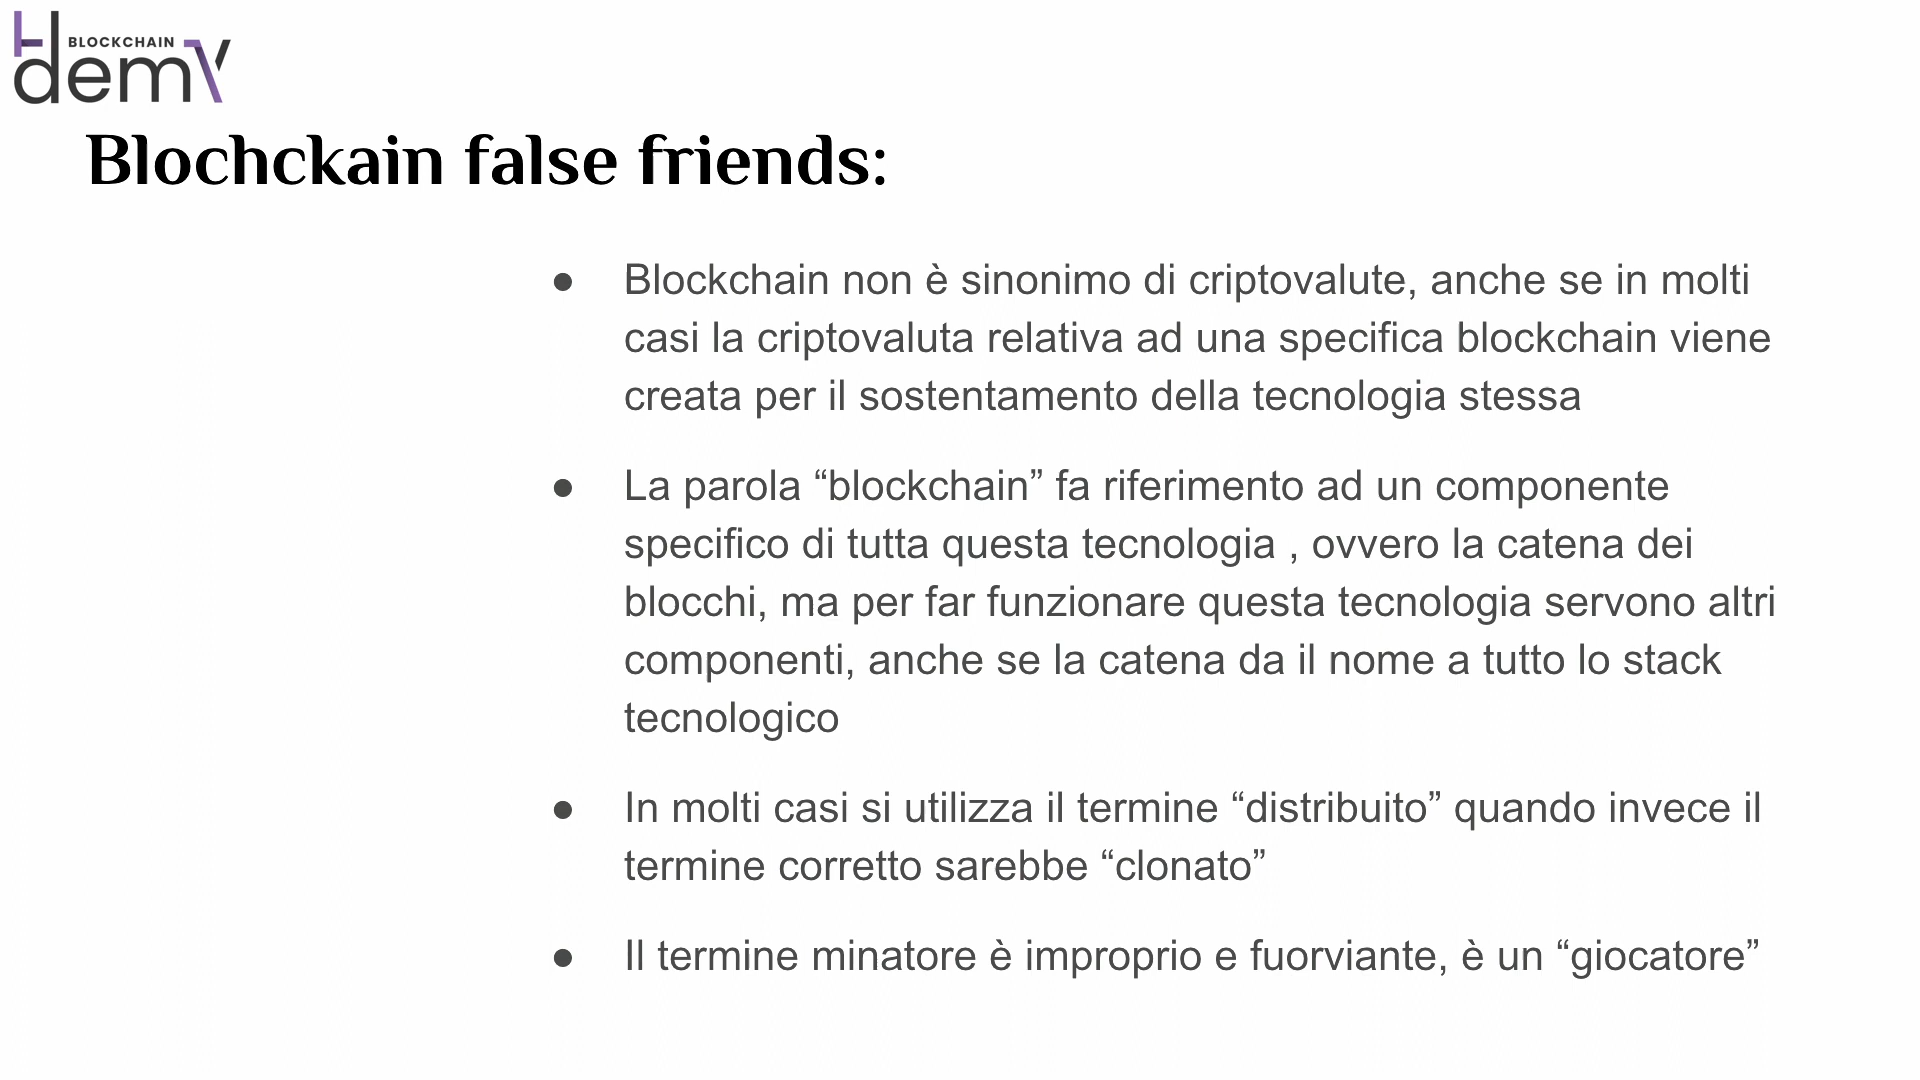 BLOCKCHAIN
demy
Blochckain false friends:
● Blockchain non è sinonimo di criptovalute, anche se in molti
casi la criptovaluta relativa ad una specifica blockchain viene
creata per il sostentamento della tecnologia stessa
● La parola “blockchain” fa riferimento ad un componente
specifico di tutta questa tecnologia , ovvero la catena dei
blocchi, ma per far funzionare questa tecnologia servono altri
componenti, anche se la catena da il nome a tutto lo stack
tecnologico
● In molti casi si utilizza il termine “distribuito” quando invece il
termine corretto sarebbe “clonato”
● Il termine minatore è improprio e fuorviante, è un “giocatore”